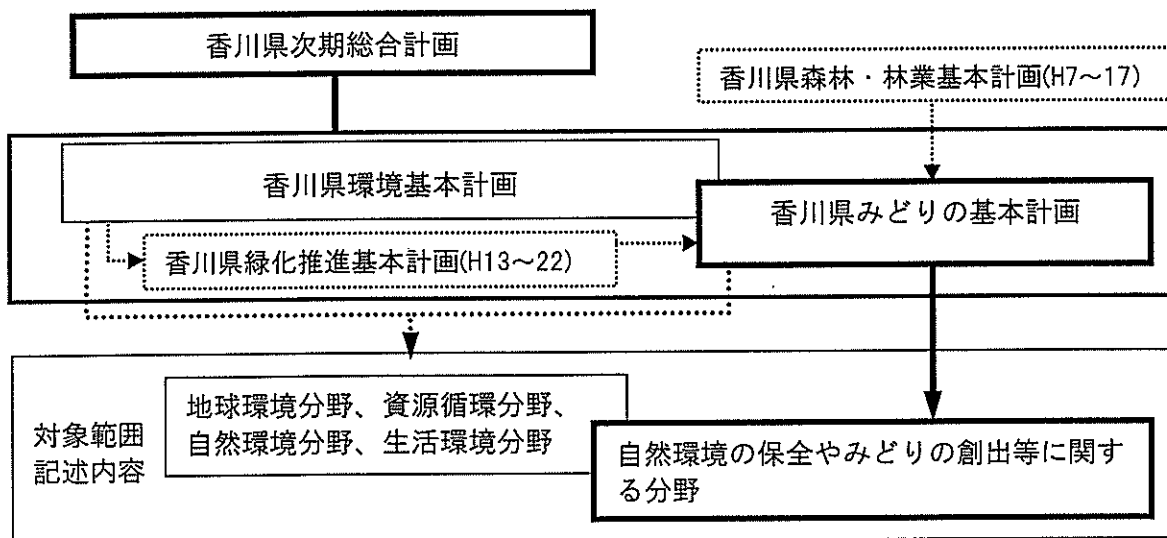 香川県次期総合計画
香川県森林・林業基本計画(H7～17)
香川県環境基本計画
香川県みどりの基本計画
香川県緑化推進基本計画(H13～22)
対象範囲
記述内容
地球環境分野、資源循環分野、
自然環境分野、生活環境分野
自然環境の保全やみどりの創出等に関す
る分野